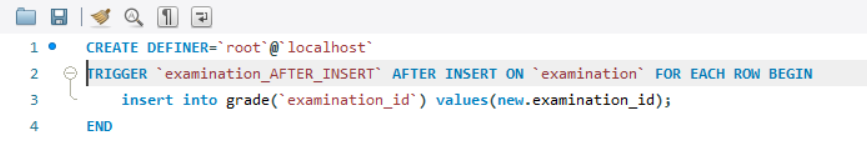 1 CREATE DEFINER=`root`@`localhost`
2 TRIGGER `examination_AFTER_INSERT` AFTER INSERT ON `examination` FOR EACH ROW BEGIN
3 insert into grade(`examination_id`) values(new.examination_id);
4 END